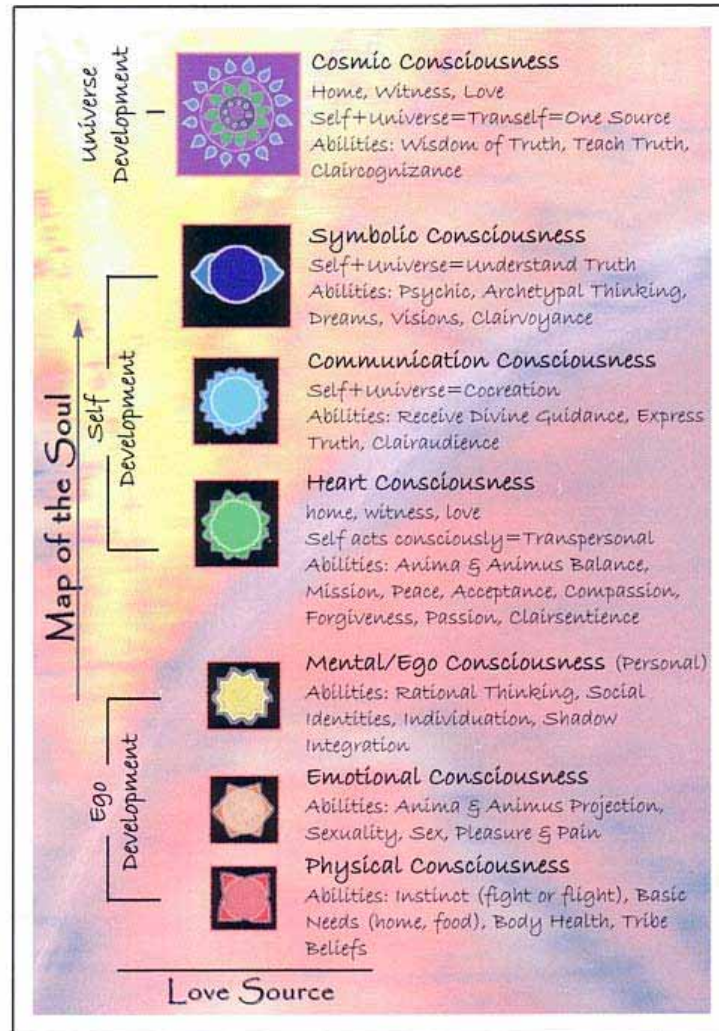 Universe
Development
Cosmic Consciousness
Home, Witness, Love
Self+Universe=Tranself=One Source
Abilities: Wisdom of Truth, Teach Truth,
Claircognizance
Map of the Soul
Self
Development
Symbolic Consciousness
Self+Universe=Understand Truth
Abilities: Psychic, Archetypal Thinking,
Dreams, Visions, Clairvoyance
Communication Consciousness
Self+Universe=Cocreation
Abilities: Receive Divine Guidance, Express
Truth, Clairaudience
Heart Consciousness
home, witness, love
Self acts consciously=Transpersonal
Abilities: Anima & Animus Balance,
Mission, Peace, Acceptance, Compassion,
Forgiveness, Passion, Clairsentience
Ego
Development
Mental/Ego Consciousness (Personal)
Abilities: Rational Thinking, Social
Identities, Individuation, Shadow
Integration
Emotional Consciousness
Abilities: Anima & Animus Projection,
Sexuality, Sex, Pleasure & Pain
Physical Consciousness
Abilities: Instinct (fight or flight), Basic
Needs (home, food), Body Health, Tribe
Beliefs
Love Source